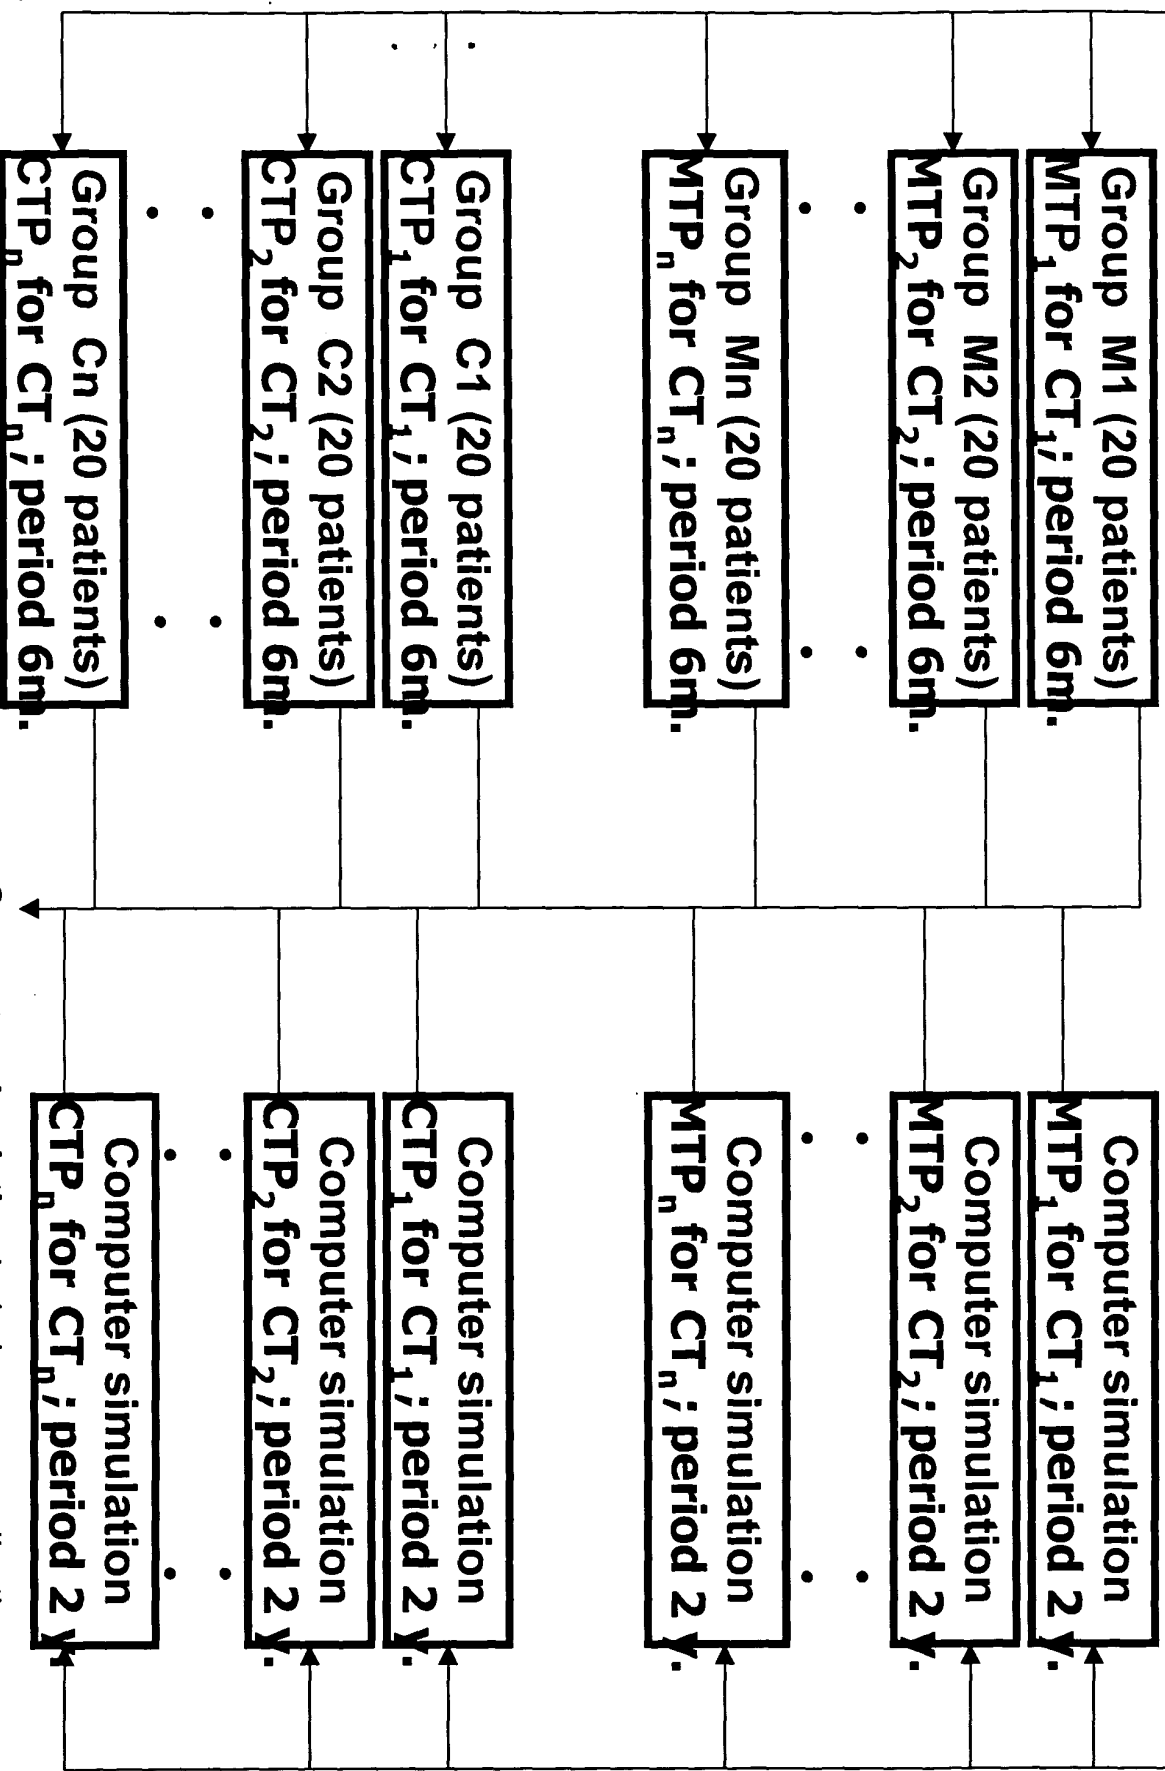 Group M1 (20 patients)
MTP1 for CT1; period 6m.
Group M2 (20 patients)
MTP2 for CT2; period 6m.
Group Mn (20 patients)
MTPn for CTn; period 6m.
Group C1 (20 patients)
CTP1 for CT1; period 6m.
Group C2 (20 patients)
CTP2 for CT2; period 6m.
Group Cn (20 patients)
CTPn for CTn; period 6m.
Computer simulation
MTP1 for CT1; period 2 y.
Computer simulation
MTP2 for CT2; period 2 y.
Computer simulation
MTPn for CTn; period 2 y.
Computer simulation
CTP1 for CT1; period 2 y.
Computer simulation
CTP2 for CT2; period 2 y.
Computer simulation
CTPn for CTn; period 2 y.